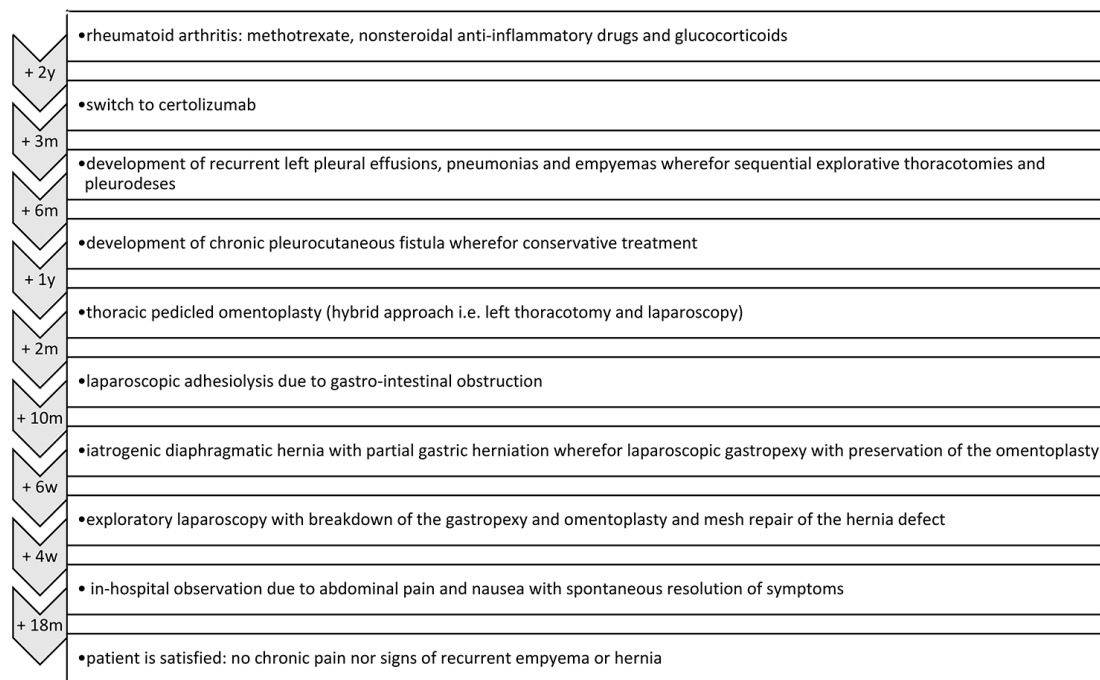 •rheumatoid arthritis: methotrexate, nonsteroidal anti-inflammatory drugs and glucocorticoids
+ 2y
•switch to certolizumab
+ 3m
•development of recurrent left pleural effusions, pneumonias and empyemas wherefor sequential explorative thoracotomies and
pleurodeses
+ 6m
•development of chronic pleurocutaneous fistula wherefor conservative treatment
+ 1y
•thoracic pedicled omentoplasty (hybrid approach i.e. left thoracotomy and laparoscopy)
+ 2m
•laparoscopic adhesiolysis due to gastro-intestinal obstruction
+ 10m
•iatrogenic diaphragmatic hernia with partial gastric herniation wherefor laparoscopic gastropexy with preservation of the omentoplasty
+ 6w
•exploratory laparoscopy with breakdown of the gastropexy and omentoplasty and mesh repair of the hernia defect
+ 4w
• in-hospital observation due to abdominal pain and nausea with spontaneous resolution of symptoms
+ 18m
•patient is satisfied: no chronic pain nor signs of recurrent empyema or hernia